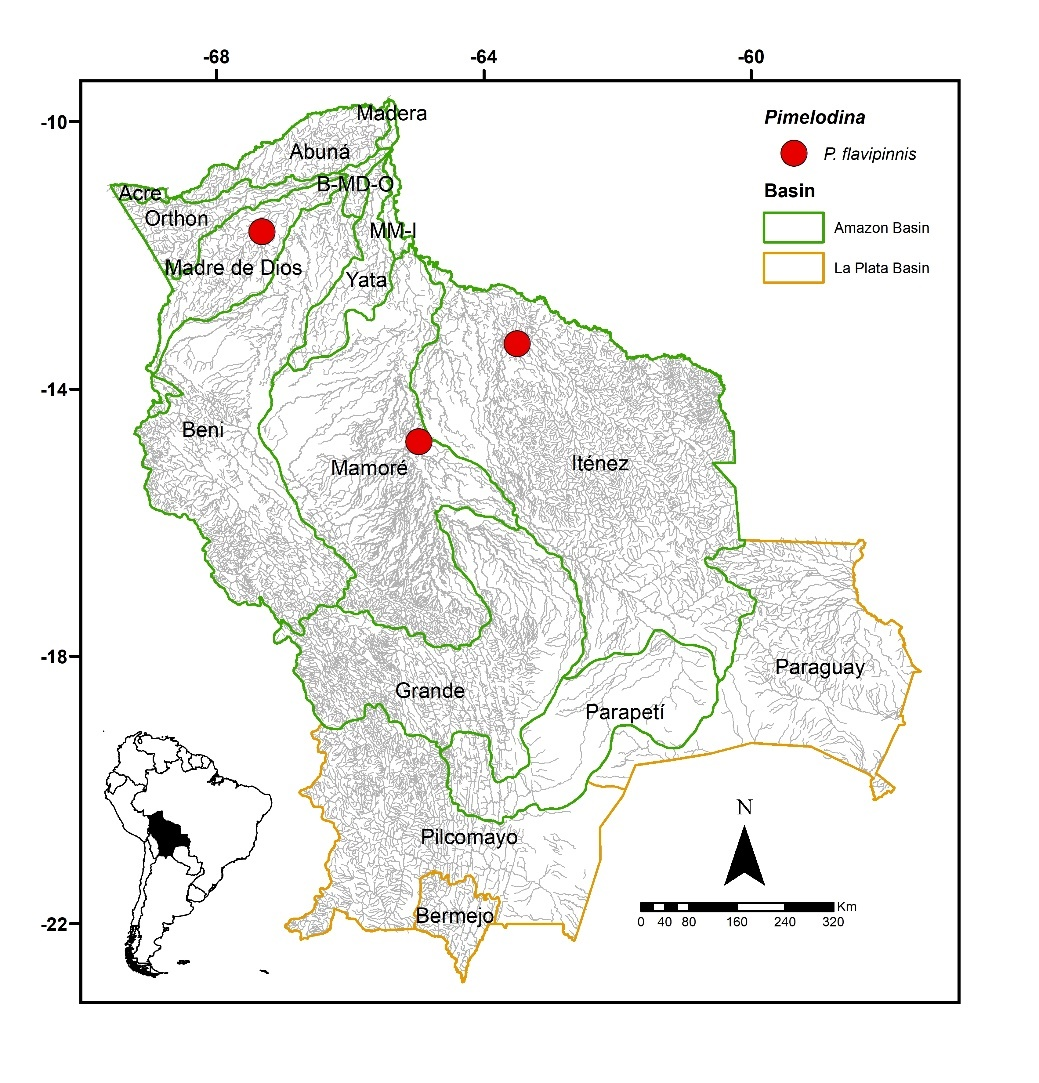 -68 -64 -60
-10
-14
-18
-22
Madera
Abuná
B-MD-O
Acre
Orthon
MM-I
Madre de Dios
Yata
Beni
Mamoré
Iténez
Grande
Parapetí
Paraguay
Pilcomayo
Bermejo
Pimelodina
P. flavipinnis
Basin
Amazon Basin
La Plata Basin
N
Km
0 40 80 160 240 320